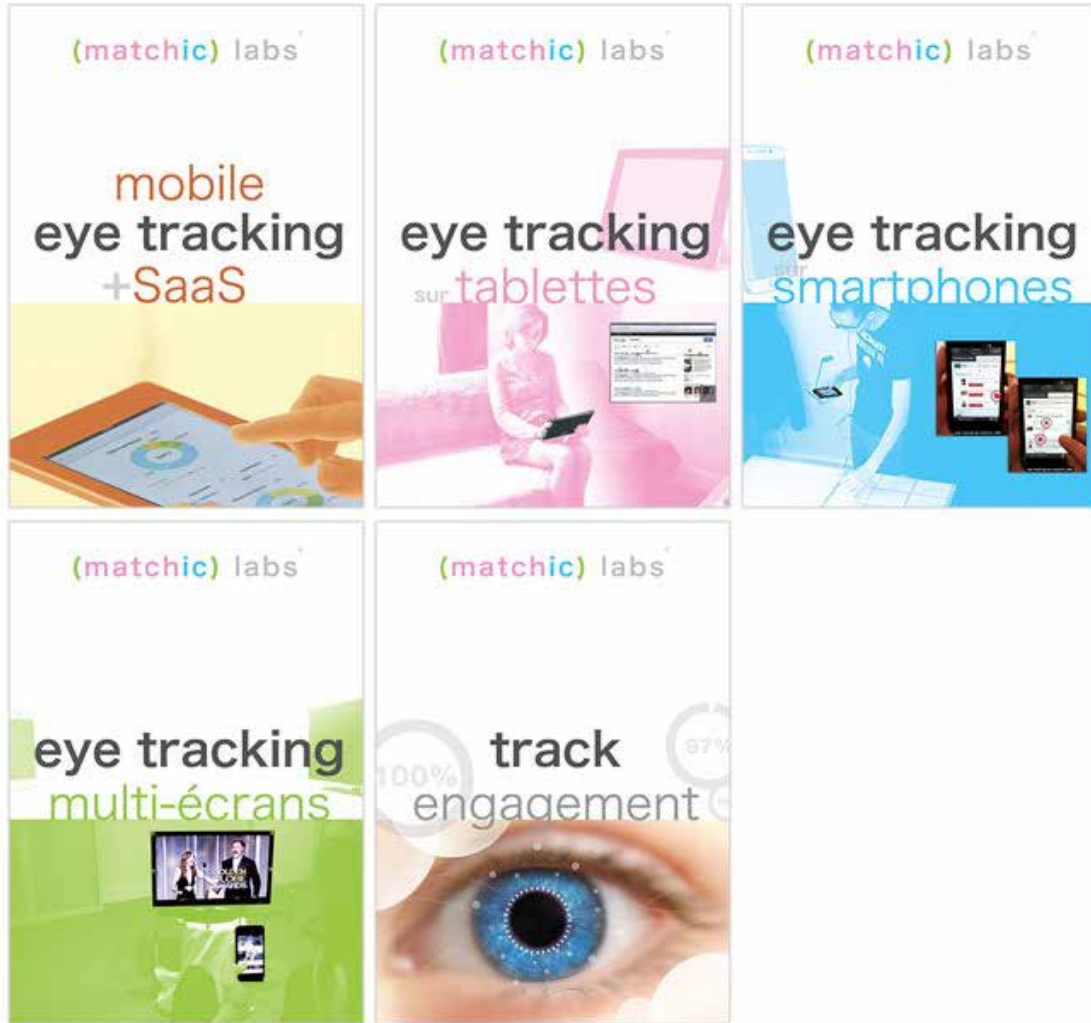 (matchic) labs
mobile
eye tracking
+SaaS
(matchic) labs
eye tracking
sur tablettes
(matchic) labs
eye tracking
sur
smartphones
(matchic) labs
eye tracking
multi-écrans
(matchic) labs
100%
97%
track
engagement